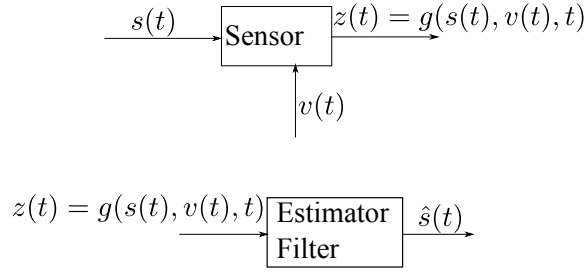 s(t)
Sensor
z(t) = g(s(t), v(t), t)
v(t)
z(t) = g(s(t), v(t), t)
Estimator
Filter
ŝ(t)